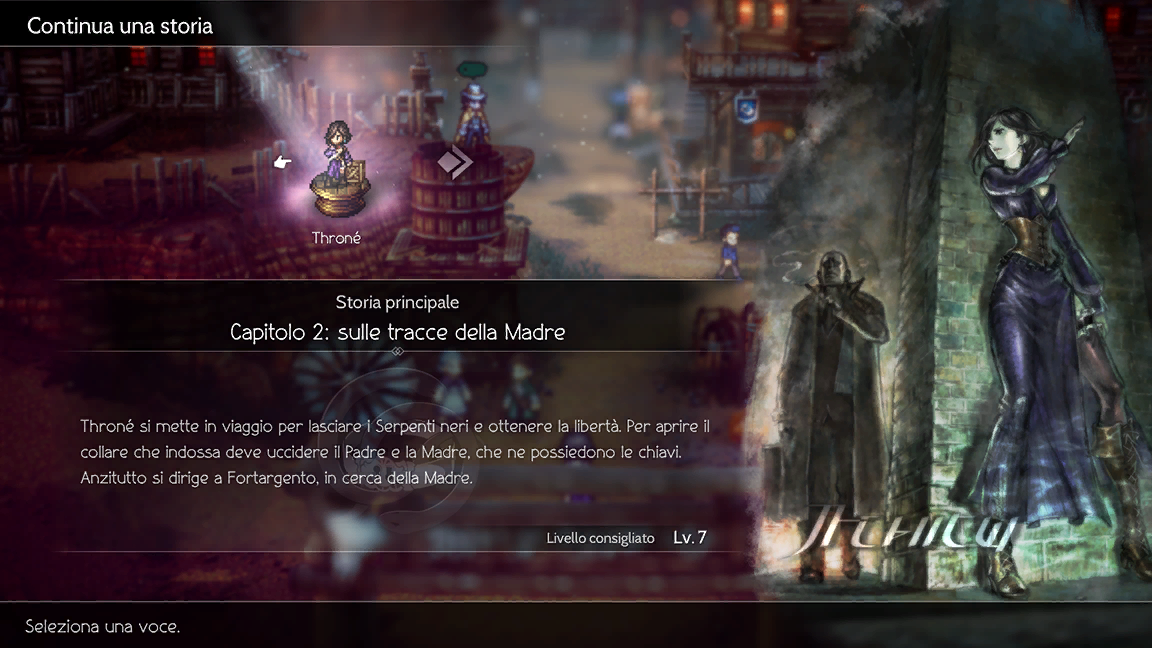 Continua una storia
Throné
Storia principale
Capitolo 2: sulle tracce della Madre
Throné si mette in viaggio per lasciare i Serpenti neri e ottenere la libertà. Per aprire il
collare che indossa deve uccidere il Padre e la Madre, che ne possiedono le chiavi.
Anzitutto si dirige a Fortargento, in cerca della Madre.
Livello consigliato Lv. 7
Seleziona una voce.